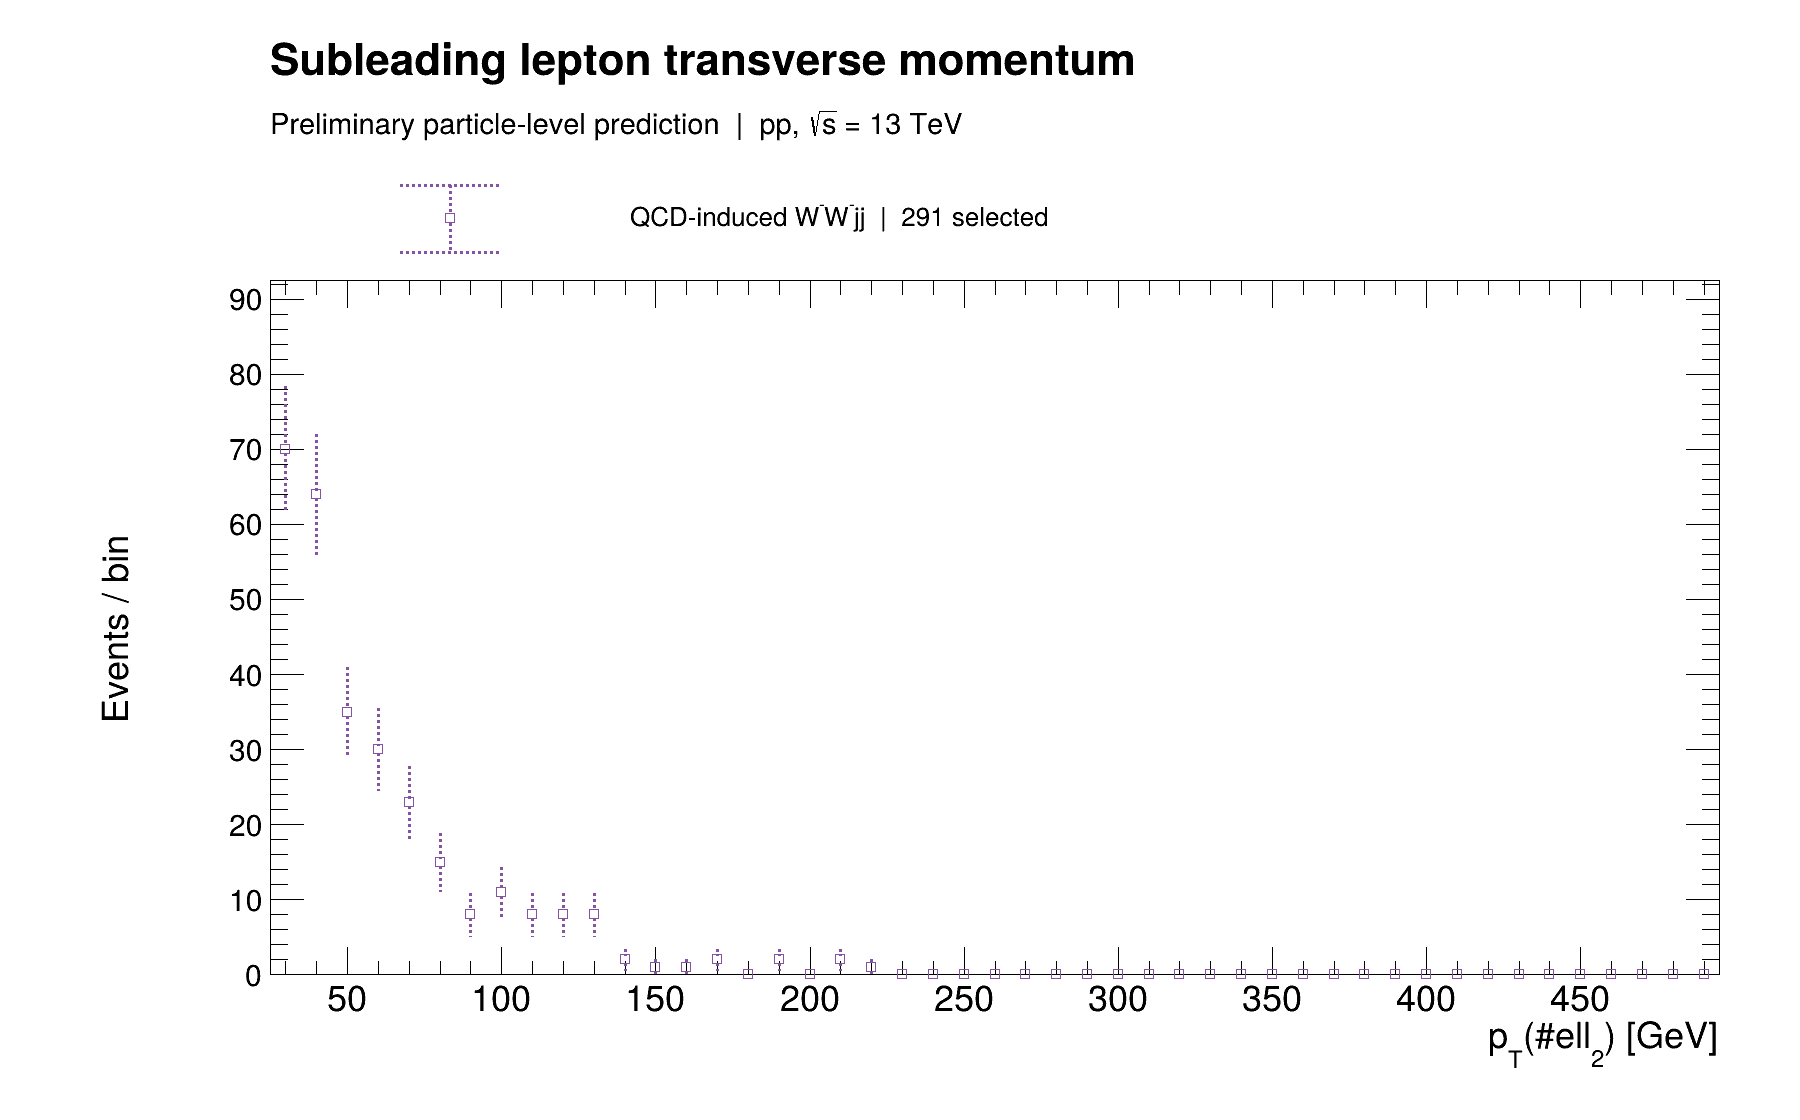 Subleading lepton transverse momentum
Preliminary particle-level prediction | pp, √s = 13 TeV
QCD-induced W⁻W⁻jj | 291 selected
90
80
70
60
50
40
30
20
10
0
Events / bin
50 100 150 200 250 300 350 400 450
p_T(#ell_2) [GeV]